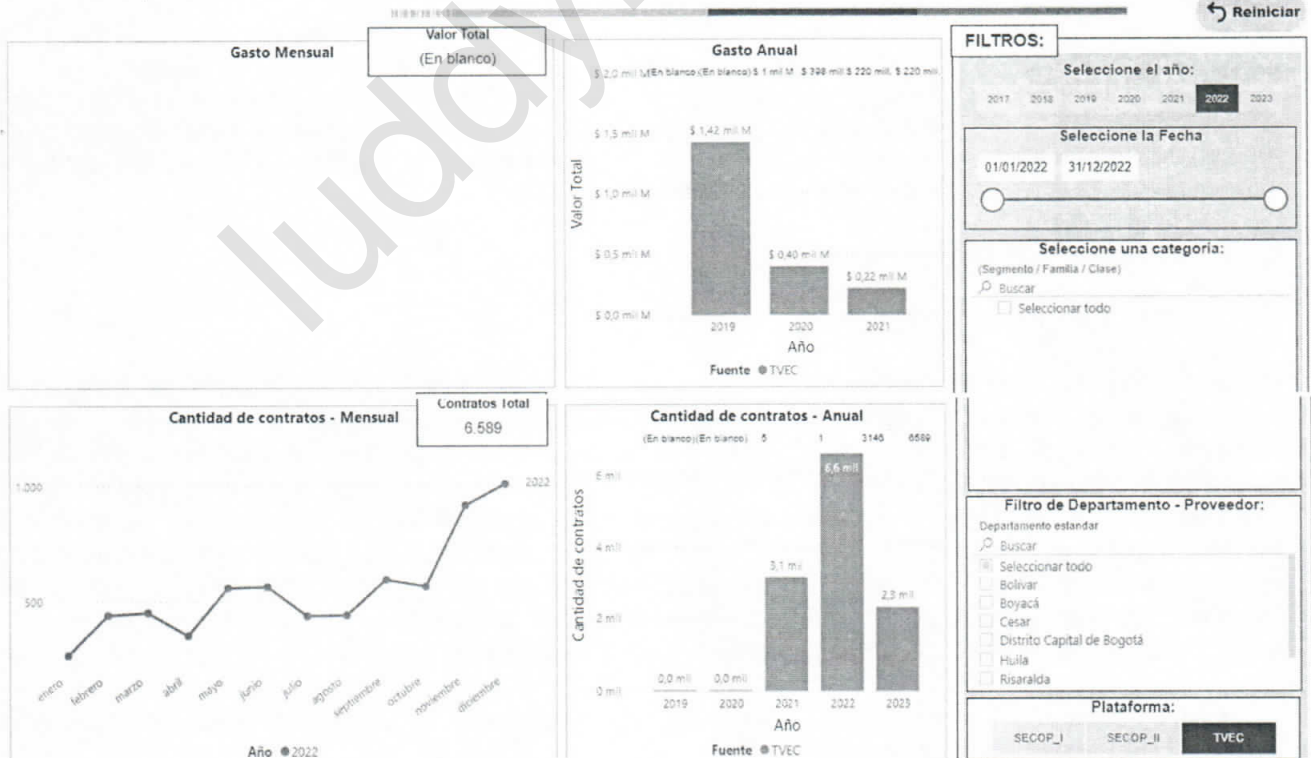 Reiniciar
Gasto Mensual
Valor Total
(En blanco)
Gasto Anual
$ 2,0 mil M
(En blanco)
(En blanco)
$ 1 mil M
$ 398 mil
$ 220 mil.
$ 220 mil.
Valor Total
$ 1,5 mil M
$ 1,0 mil M
$ 0,5 mil M
$ 0,0 mil M
$ 1,42 mil M
$ 0,40 mil M
$ 0,22 mil M
2019
2020
2021
Año
Fuente TVEC
FILTROS:
Seleccione el año:
2017
2018
2019
2020
2021
2022
2023
Seleccione la Fecha
01/01/2022
31/12/2022
Seleccione una categoria:
(Segmento / Familia / Clase)
Buscar
Seleccionar todo
Cantidad de contratos - Mensual
Contratos Total
6.589
1.000
500
2022
enero
febrero
marzo
abril
mayo
junio
julio
agosto
septiembre
octubre
noviembre
diciembre
Año 2022
Cantidad de contratos - Anual
(En blanco)
(En blanco)
5
1
3146
6589
Cantidad de contratos
6 mil
4 mil
2 mil
0 mil
0,0 mil
0,0 mil
3,1 mil
6,6 mil
2,3 mil
2019
2020
2021
2022
2023
Año
Fuente TVEC
Filtro de Departamento - Proveedor:
Departamento estandar
Buscar
Seleccionar todo
Bolivar
Boyacá
Cesar
Distrito Capital de Bogotá
Huila
Risaralda
Plataforma:
SECOP_I
SECOP_II
TVEC
luddy